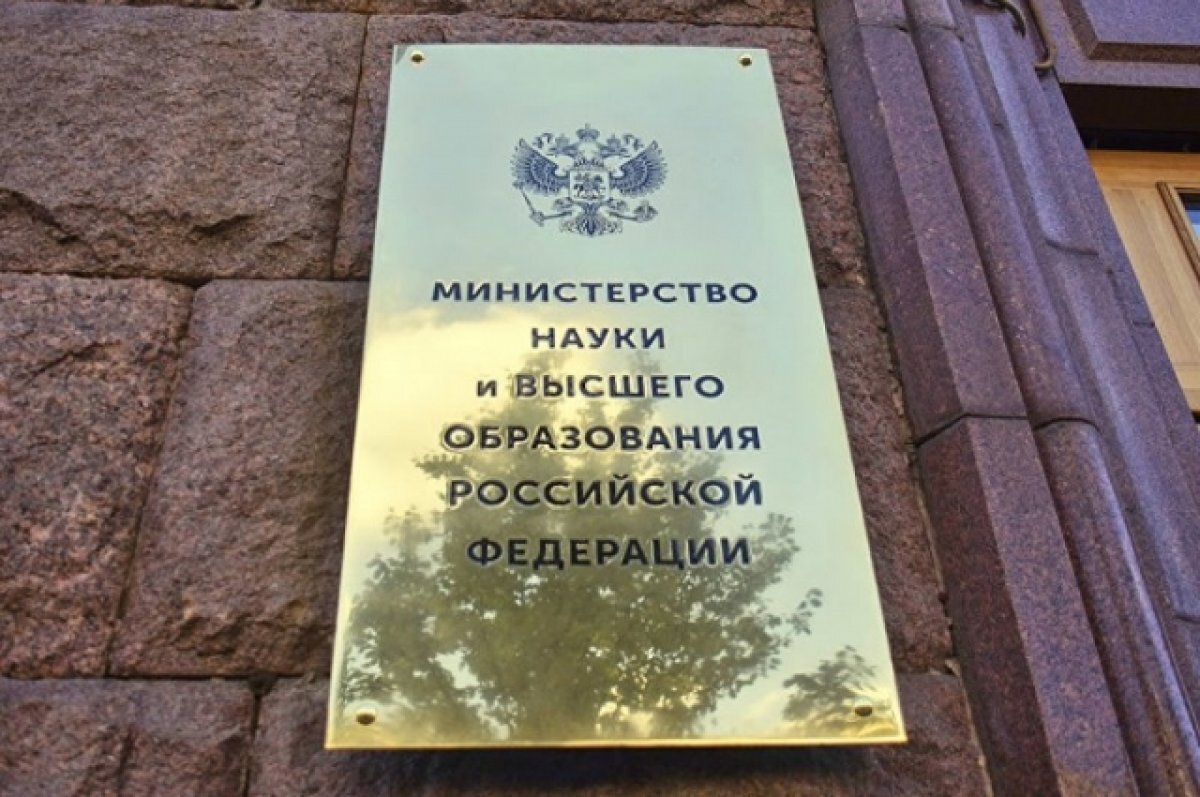 МИНИСТЕРСТВО
НАУКИ
и ВЫСШЕГО
ОБРАЗОВАНИЯ
РОССИЙСКОЙ
ФЕДЕРАЦИИ